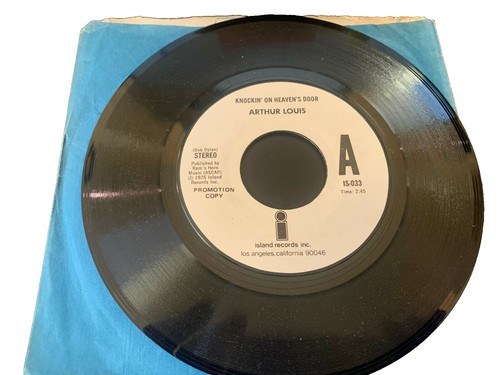 KNOCKIN' ON HEAVEN'S DOOR
ARTHUR LOUIS
(Bob Dylan)
STEREO
Published by
Ram's Horn
Music (ASCAP)
(P) 1975 Island
Records Inc.
PROMOTION
COPY
A
IS-033
Time: 2:45
i
island records inc.
los angeles,california 90046